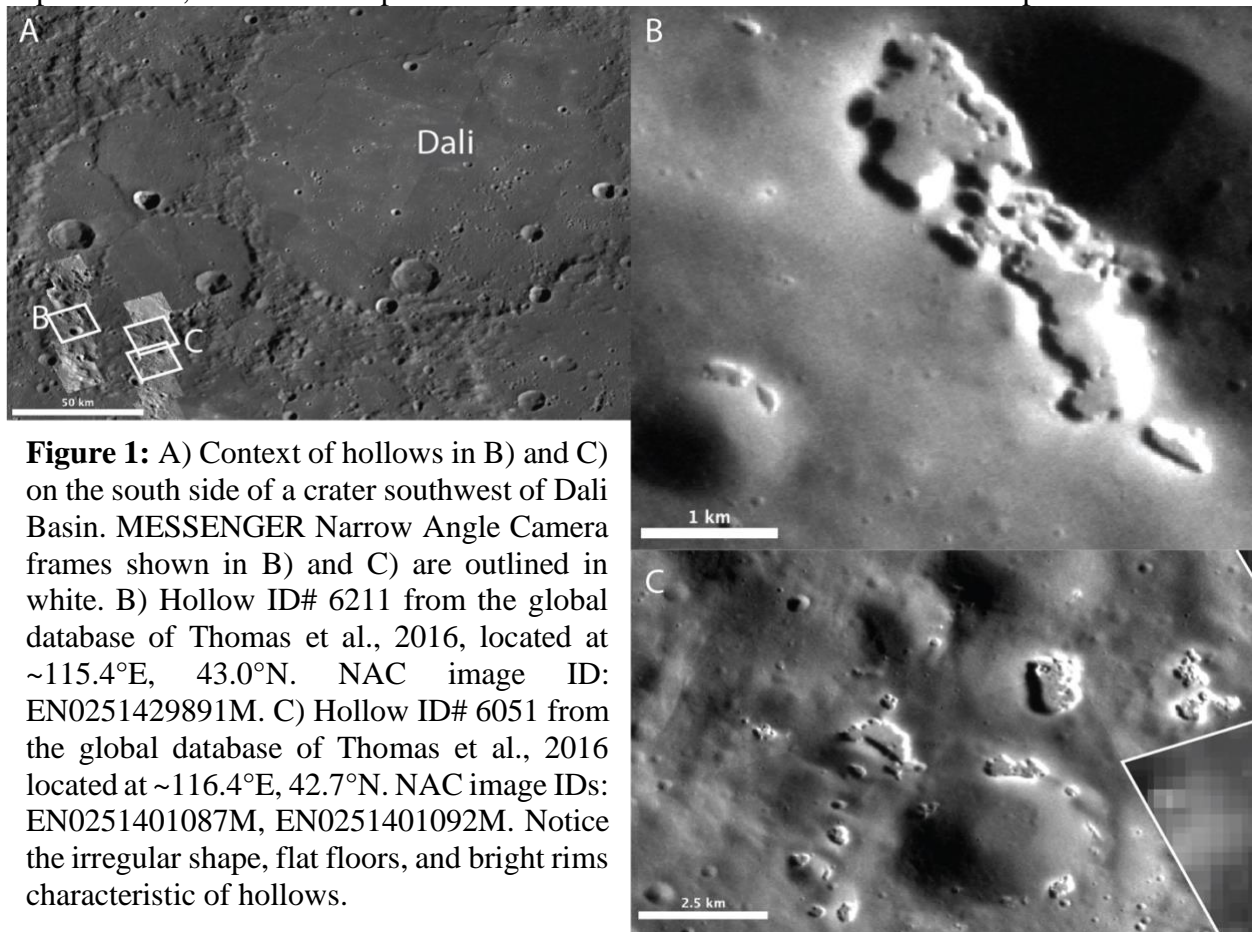 A
Dali
B
C
50 km
B
1 km
C
2.5 km
Figure 1: A) Context of hollows in B) and C)
on the south side of a crater southwest of Dali
Basin. MESSENGER Narrow Angle Camera
frames shown in B) and C) are outlined in
white. B) Hollow ID# 6211 from the global
database of Thomas et al., 2016, located at
~115.4°E, 43.0°N. NAC image ID:
EN0251429891M. C) Hollow ID# 6051 from
the global database of Thomas et al., 2016
located at ~116.4°E, 42.7°N. NAC image IDs:
EN0251401087M, EN0251401092M. Notice
the irregular shape, flat floors, and bright rims
characteristic of hollows.